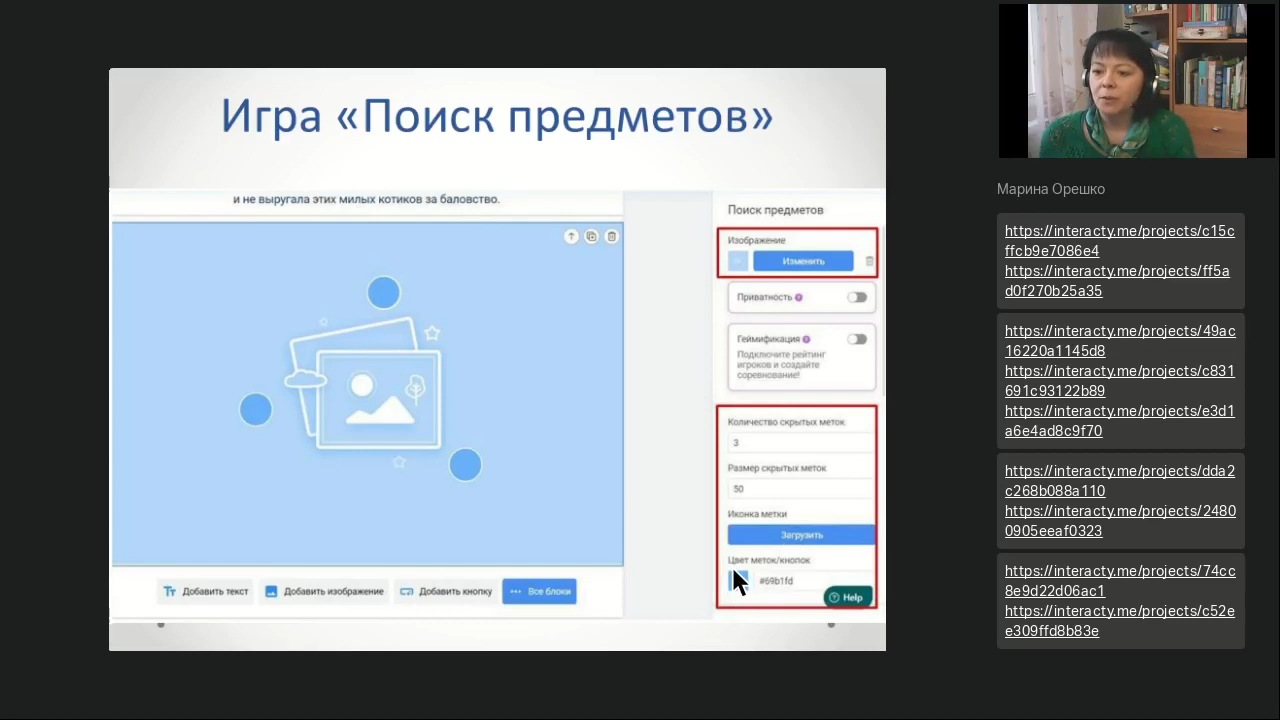 Игра «Поиск предметов»
и не выругала этих милых котиков за баловство.
Поиск предметов
Изображение
Изменить
Приватность
Геймификация
Подключите рейтинг
игроков и создайте
соревнование!
Количество скрытых меток
3
Размер скрытых меток
50
Иконка метки
Загрузить
Цвет меток/кнопок
#69b1fd
Help
Тт Добавить текст
Добавить изображение
Добавить кнопку
Все блоки
Марина Орешко
https://interacty.me/projects/c15c
ffcb9e7086e4
https://interacty.me/projects/ff5a
d0f270b25a35
https://interacty.me/projects/49ac
16220a1145d8
https://interacty.me/projects/c831
691c93122b89
https://interacty.me/projects/e3d1
a6e4ad8c9f70
https://interacty.me/projects/dda2
c268b088a110
https://interacty.me/projects/2480
0905eeaf0323
https://interacty.me/projects/74cc
8e9d22d06ac1
https://interacty.me/projects/c52e
e309ffd8b83e